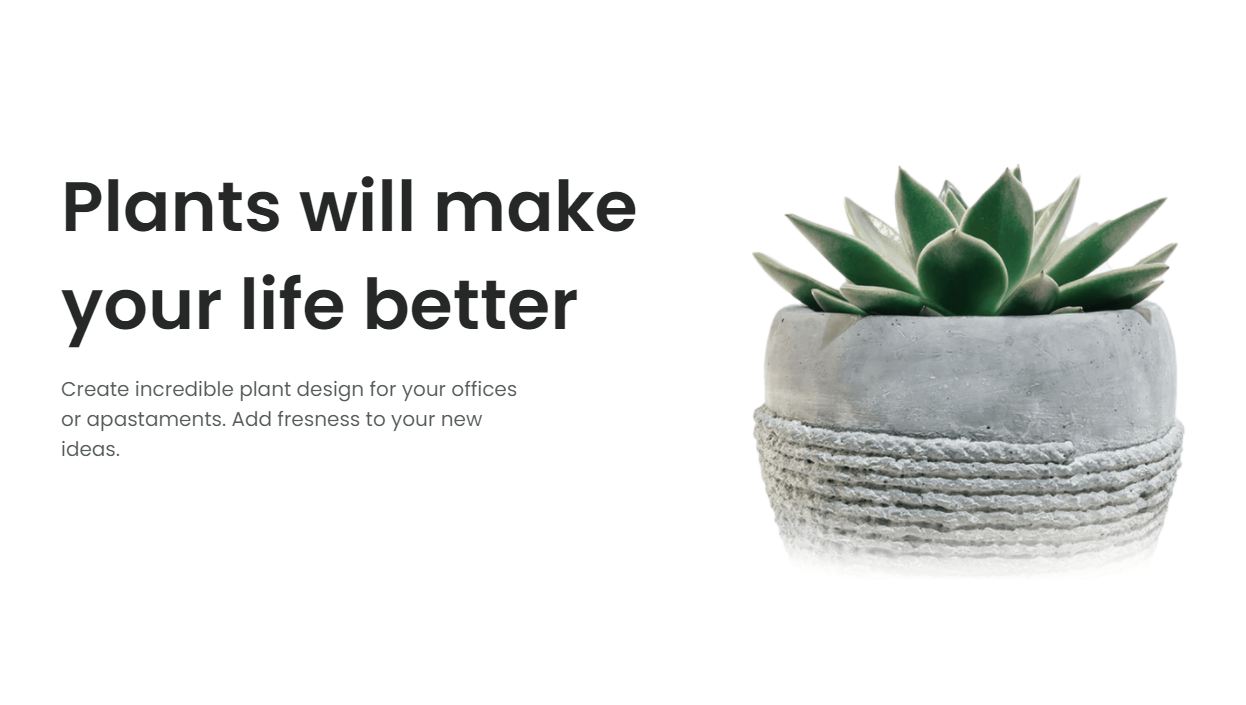 Plants will make
your life better
Create incredible plant design for your offices
or apastaments. Add fresness to your new
ideas.